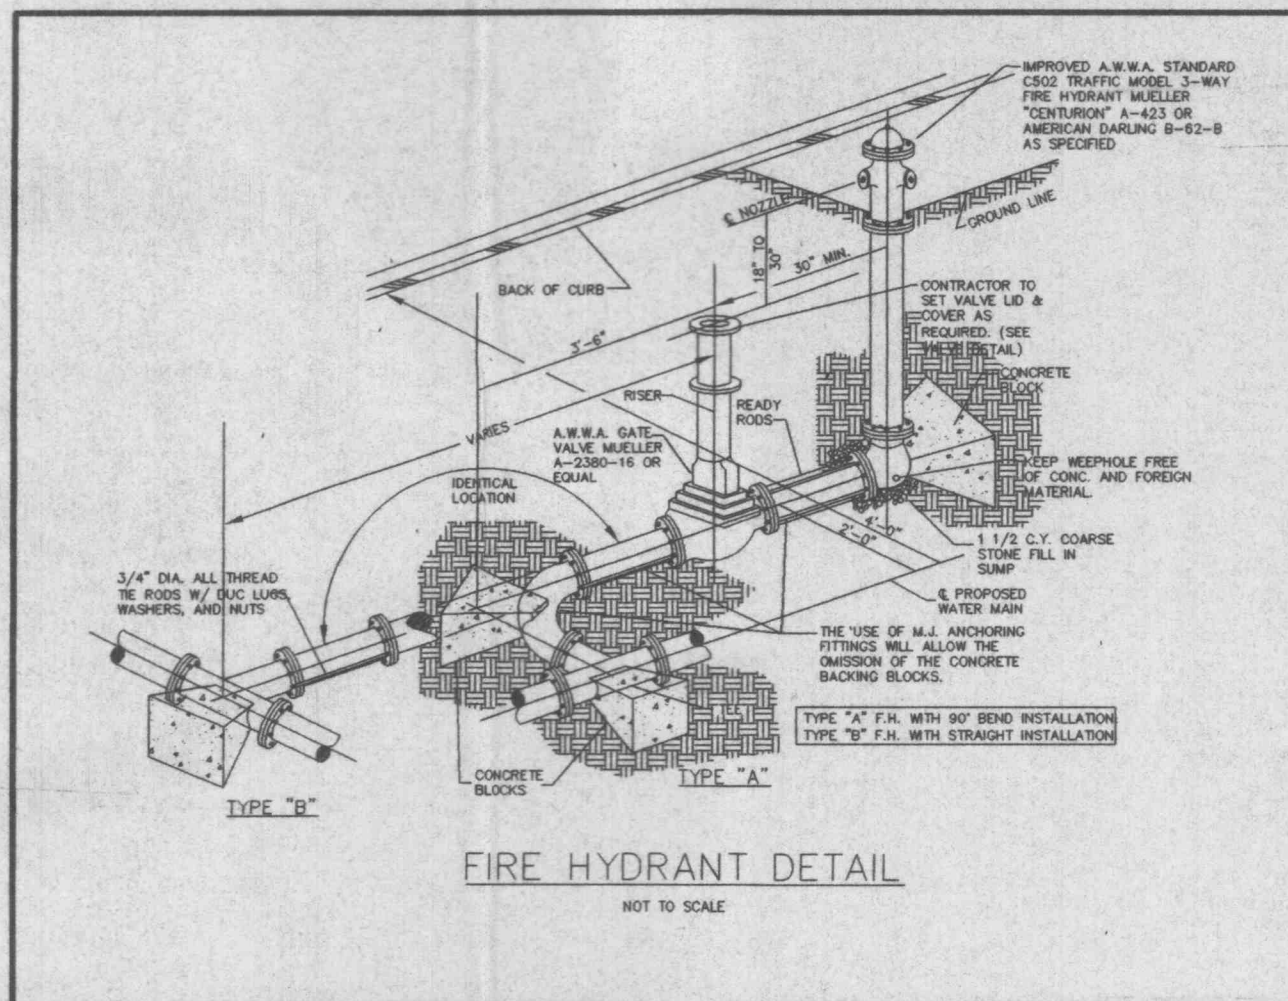 IMPROVED A.W.W.A. STANDARD
C502 TRAFFIC MODEL 3-WAY
FIRE HYDRANT MUELLER
"CENTURION" A-423 OR
AMERICAN DARLING B-62-B
AS SPECIFIED
℄ NOZZLE
GROUND LINE
18" TO
30"
30" MIN.
BACK OF CURB
CONTRACTOR TO
SET VALVE LID &
COVER AS
REQUIRED. (SEE
VALVE DETAIL)
3'-6"
CONCRETE
BLOCK
RISER
READY
RODS
VARIES
A.W.W.A. GATE
VALVE MUELLER
A-2380-16 OR
EQUAL
IDENTICAL
LOCATION
KEEP WEEPHOLE FREE
OF CONC. AND FOREIGN
MATERIAL.
4'-0"
2'-0"
1 1/2 C.Y. COARSE
STONE FILL IN
SUMP
3/4" DIA. ALL THREAD
TIE RODS W/ DUC LUGS,
WASHERS, AND NUTS
℄ PROPOSED
WATER MAIN
THE USE OF M.J. ANCHORING
FITTINGS WILL ALLOW THE
OMISSION OF THE CONCRETE
BACKING BLOCKS.
TEE
TYPE "A" F.H. WITH 90° BEND INSTALLATION
TYPE "B" F.H. WITH STRAIGHT INSTALLATION
CONCRETE
BLOCKS
TYPE "A"
TYPE "B"
FIRE HYDRANT DETAIL
NOT TO SCALE